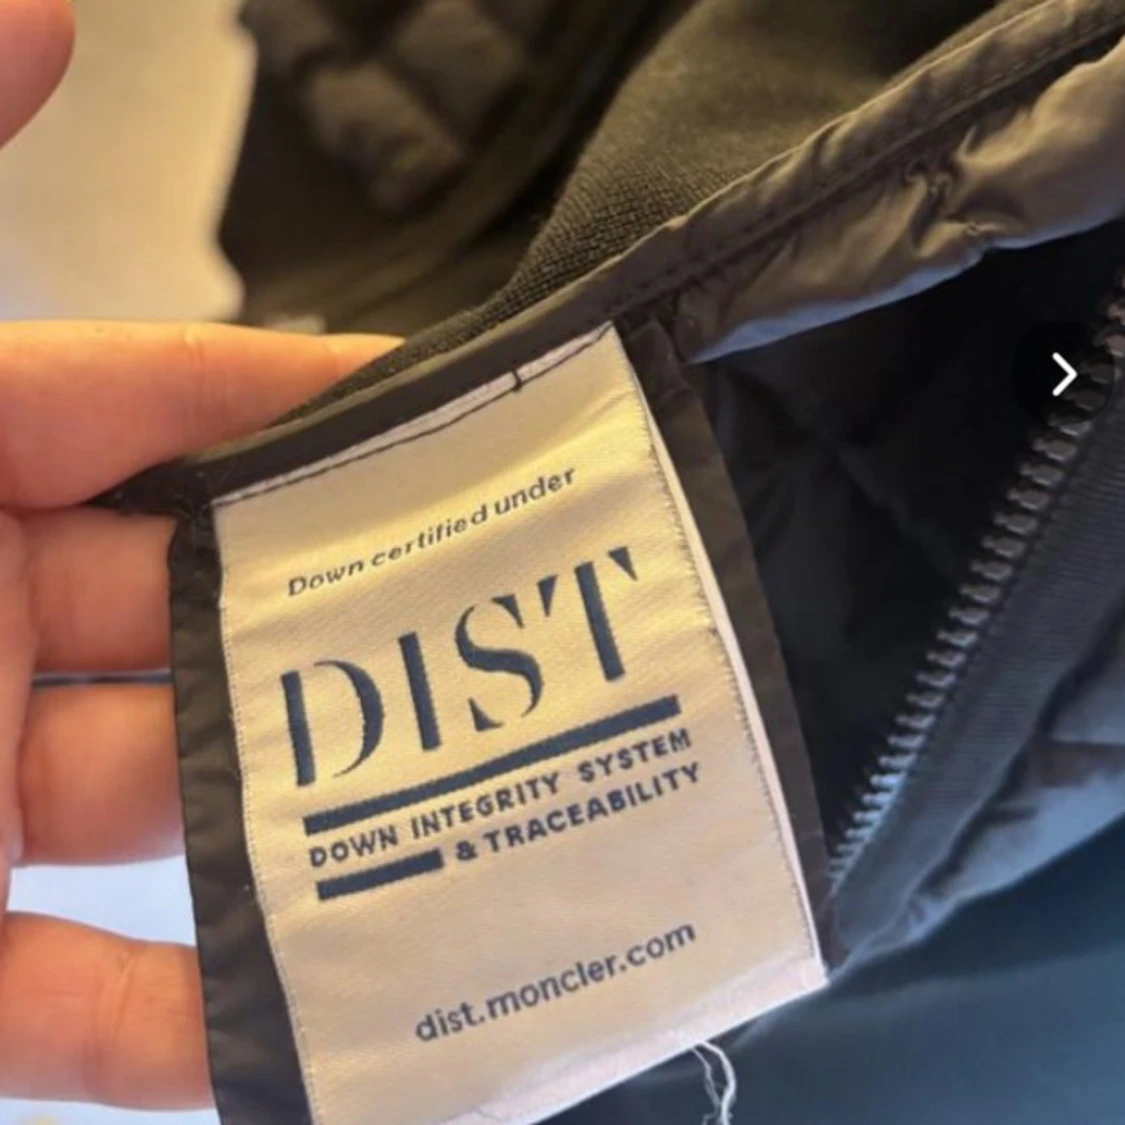 Down certified under
DIST
DOWN INTEGRITY SYSTEM
& TRACEABILITY
dist.moncler.com